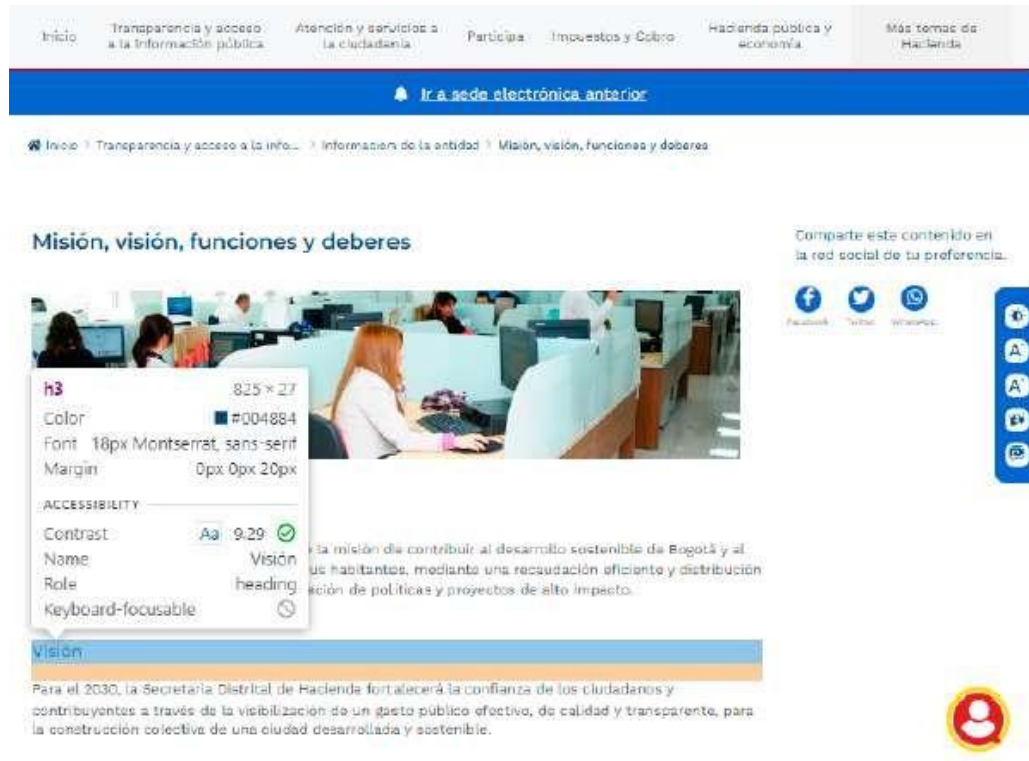 Inicio
Transparencia y acceso
a la información pública
Atención y servicios a
la ciudadanía
Participa
Impuestos y Cobro
Hacienda pública y
economía
Más temas de
Hacienda
Ir a sede electrónica anterior
Inicio > Transparencia y acceso a la info... > Información de la entidad > Misión, visión, funciones y deberes
Misión, visión, funciones y deberes
Comparte este contenido en
la red social de tu preferencia.
Facebook Twitter WhatsApp
h3 825 × 27
Color #004884
Font 18px Montserrat, sans-serif
Margin 0px 0px 20px
ACCESSIBILITY
Contrast Aa 9.29
Name Visión
Role heading
Keyboard-focusable
la misión de contribuir al desarrollo sostenible de Bogotá y al
us habitantes, mediante una recaudación eficiente y distribución
ación de políticas y proyectos de alto impacto.
Visión
Para el 2030, la Secretaría Distrital de Hacienda fortalecerá la confianza de los ciudadanos y
contribuyentes a través de la visibilización de un gasto público efectivo, de calidad y transparente, para
la construcción colectiva de una ciudad desarrollada y sostenible.